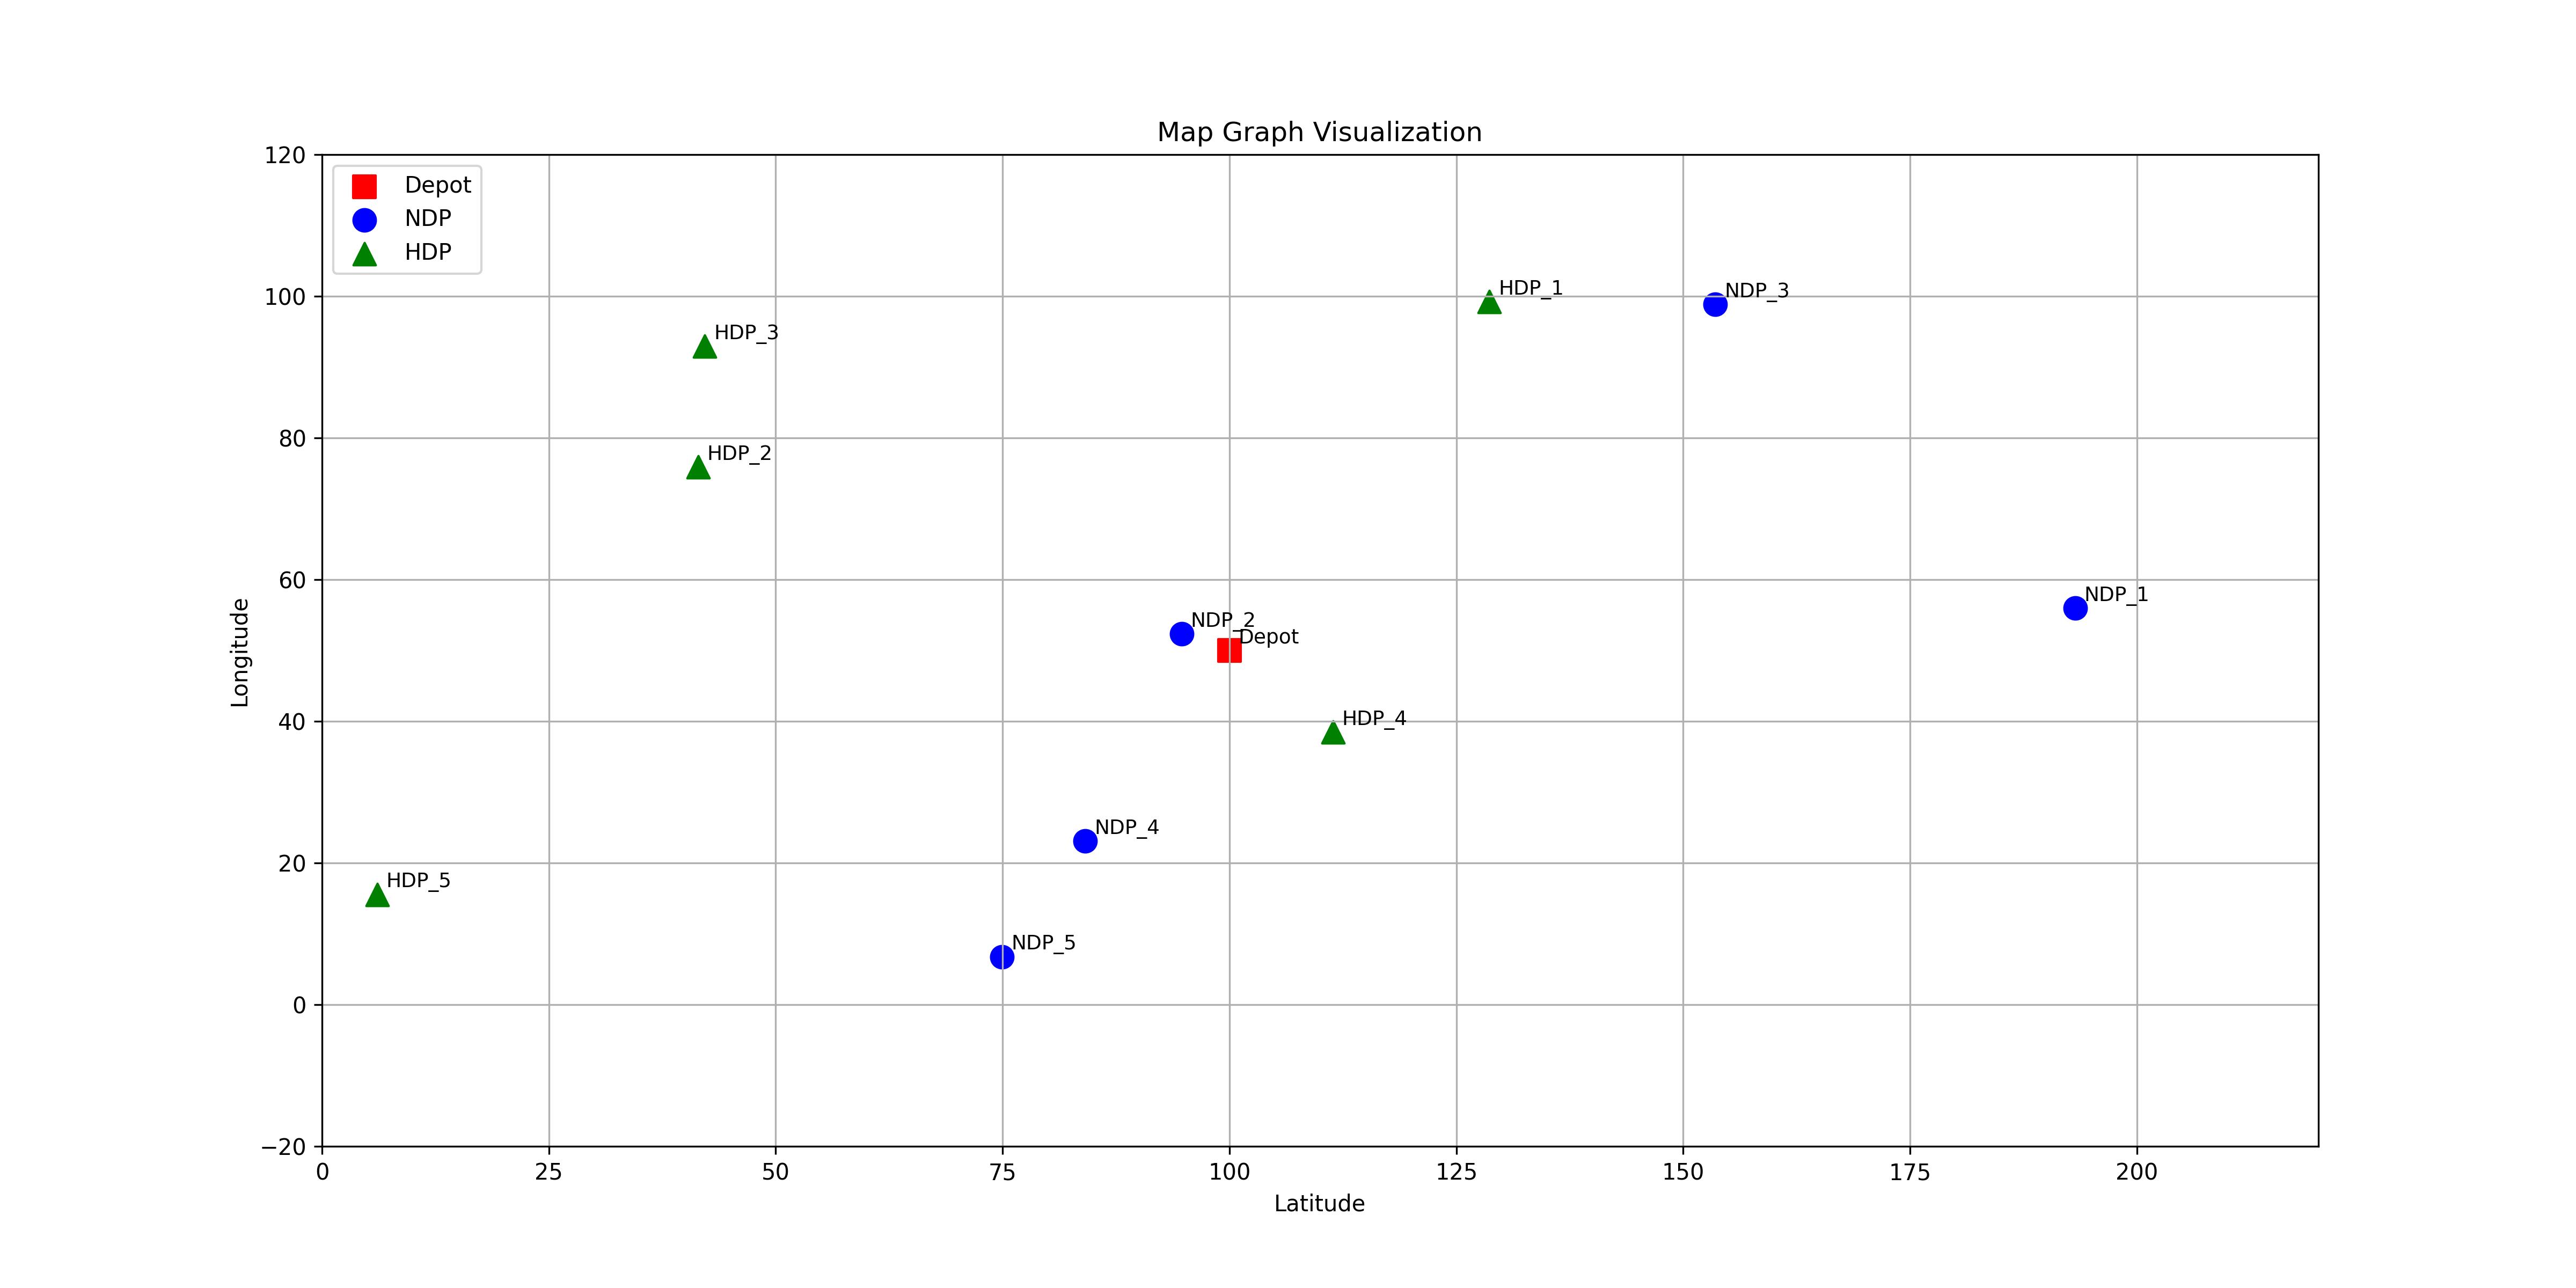 Map Graph Visualization
120
100
80
60
40
20
0
−20
Longitude
Depot
NDP
HDP
HDP_1
NDP_3
HDP_3
HDP_2
NDP_1
NDP_2
Depot
HDP_4
NDP_4
HDP_5
NDP_5
0 25 50 75 100 125 150 175 200
Latitude